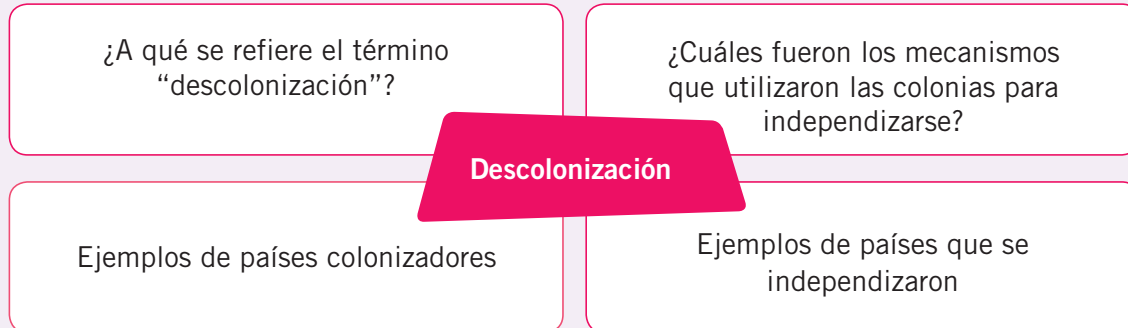 ¿A qué se refiere el término
“descolonización”?
¿Cuáles fueron los mecanismos
que utilizaron las colonias para
independizarse?
Descolonización
Ejemplos de países colonizadores
Ejemplos de países que se
independizaron